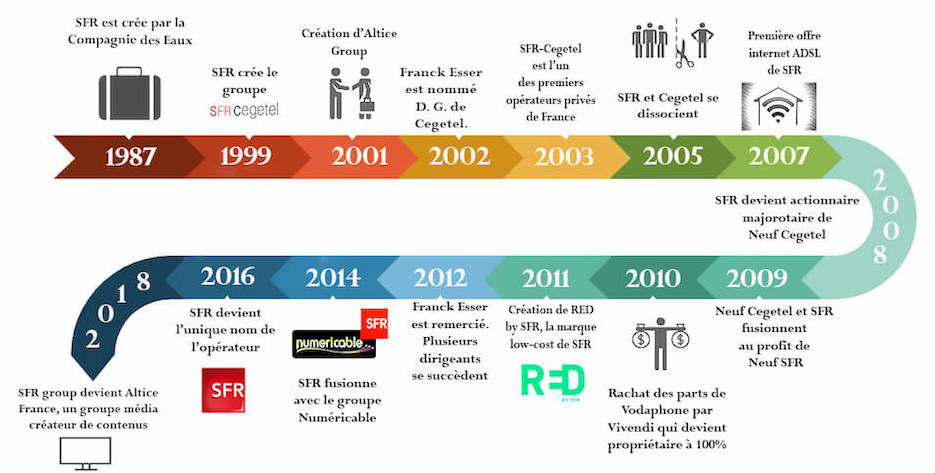 SFR est crée par la
Compagnie des Eaux
SFR crée le
groupe
SFR cegetel
Création d'Altice
Group
Franck Esser
est nommé
D. G. de
Cegetel.
SFR-Cegetel
est l'un
des premiers
opérateurs privés
de France
SFR et Cegetel se
dissocient
Première offre
internet ADSL
de SFR
1987
1999
2001
2002
2003
2005
2007
2008
SFR devient actionnaire
majorotaire de
Neuf Cegetel
2009
Neuf Cegetel et SFR
fusionnent
au profit de
Neuf SFR
2010
$ $
Rachat des parts de
Vodaphone par
Vivendi qui devient
propriétaire à 100%
2011
Création de RED
by SFR, la marque
low-cost de SFR
RED
BY SFR
2012
Franck Esser
est remercié.
Plusieurs
dirigeants
se succèdent
2014
SFR
numericable
SFR fusionne
avec le groupe
Numéricable
2016
SFR devient
l'unique nom de
l'opérateur
SFR
2018
SFR group devient Altice
France, un groupe média
créateur de contenus